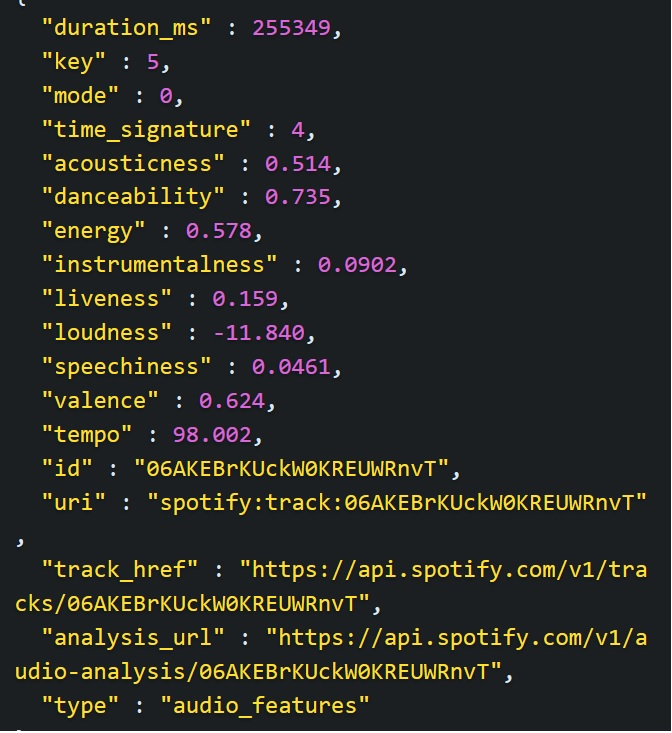 {
"duration_ms" : 255349,
"key" : 5,
"mode" : 0,
"time_signature" : 4,
"acousticness" : 0.514,
"danceability" : 0.735,
"energy" : 0.578,
"instrumentalness" : 0.0902,
"liveness" : 0.159,
"loudness" : -11.840,
"speechiness" : 0.0461,
"valence" : 0.624,
"tempo" : 98.002,
"id" : "06AKEBrKUckW0KREUWRnvT",
"uri" : "spotify:track:06AKEBrKUckW0KREUWRnvT"
,
"track_href" : "https://api.spotify.com/v1/tra
cks/06AKEBrKUckW0KREUWRnvT",
"analysis_url" : "https://api.spotify.com/v1/a
udio-analysis/06AKEBrKUckW0KREUWRnvT",
"type" : "audio_features"